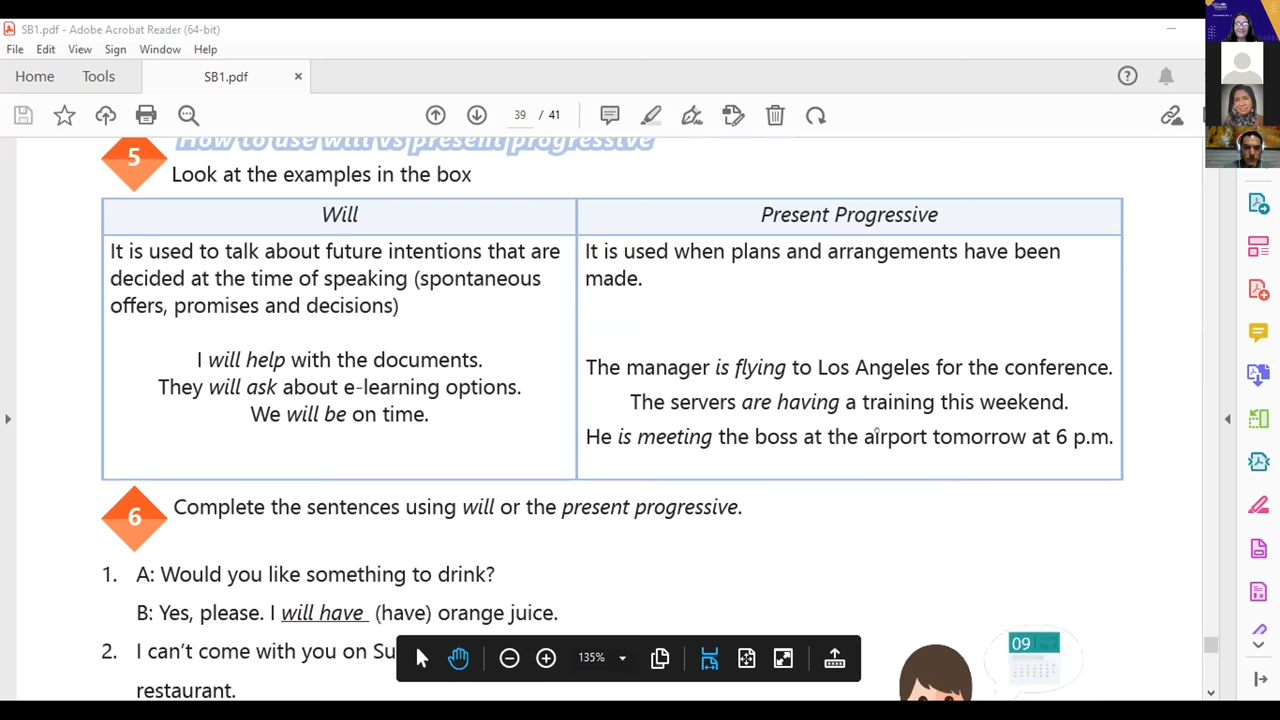 SB1.pdf - Adobe Acrobat Reader (64-bit)
File Edit View Sign Window Help
Home Tools SB1.pdf ×
39 / 41
5 How to use will vs present progressive
Look at the examples in the box
Will
It is used to talk about future intentions that are
decided at the time of speaking (spontaneous
offers, promises and decisions)
I will help with the documents.
They will ask about e-learning options.
We will be on time.
Present Progressive
It is used when plans and arrangements have been
made.
The manager is flying to Los Angeles for the conference.
The servers are having a training this weekend.
He is meeting the boss at the airport tomorrow at 6 p.m.
6 Complete the sentences using will or the present progressive.
1. A: Would you like something to drink?
B: Yes, please. I will have (have) orange juice.
2. I can't come with you on Su
restaurant.
135%
09